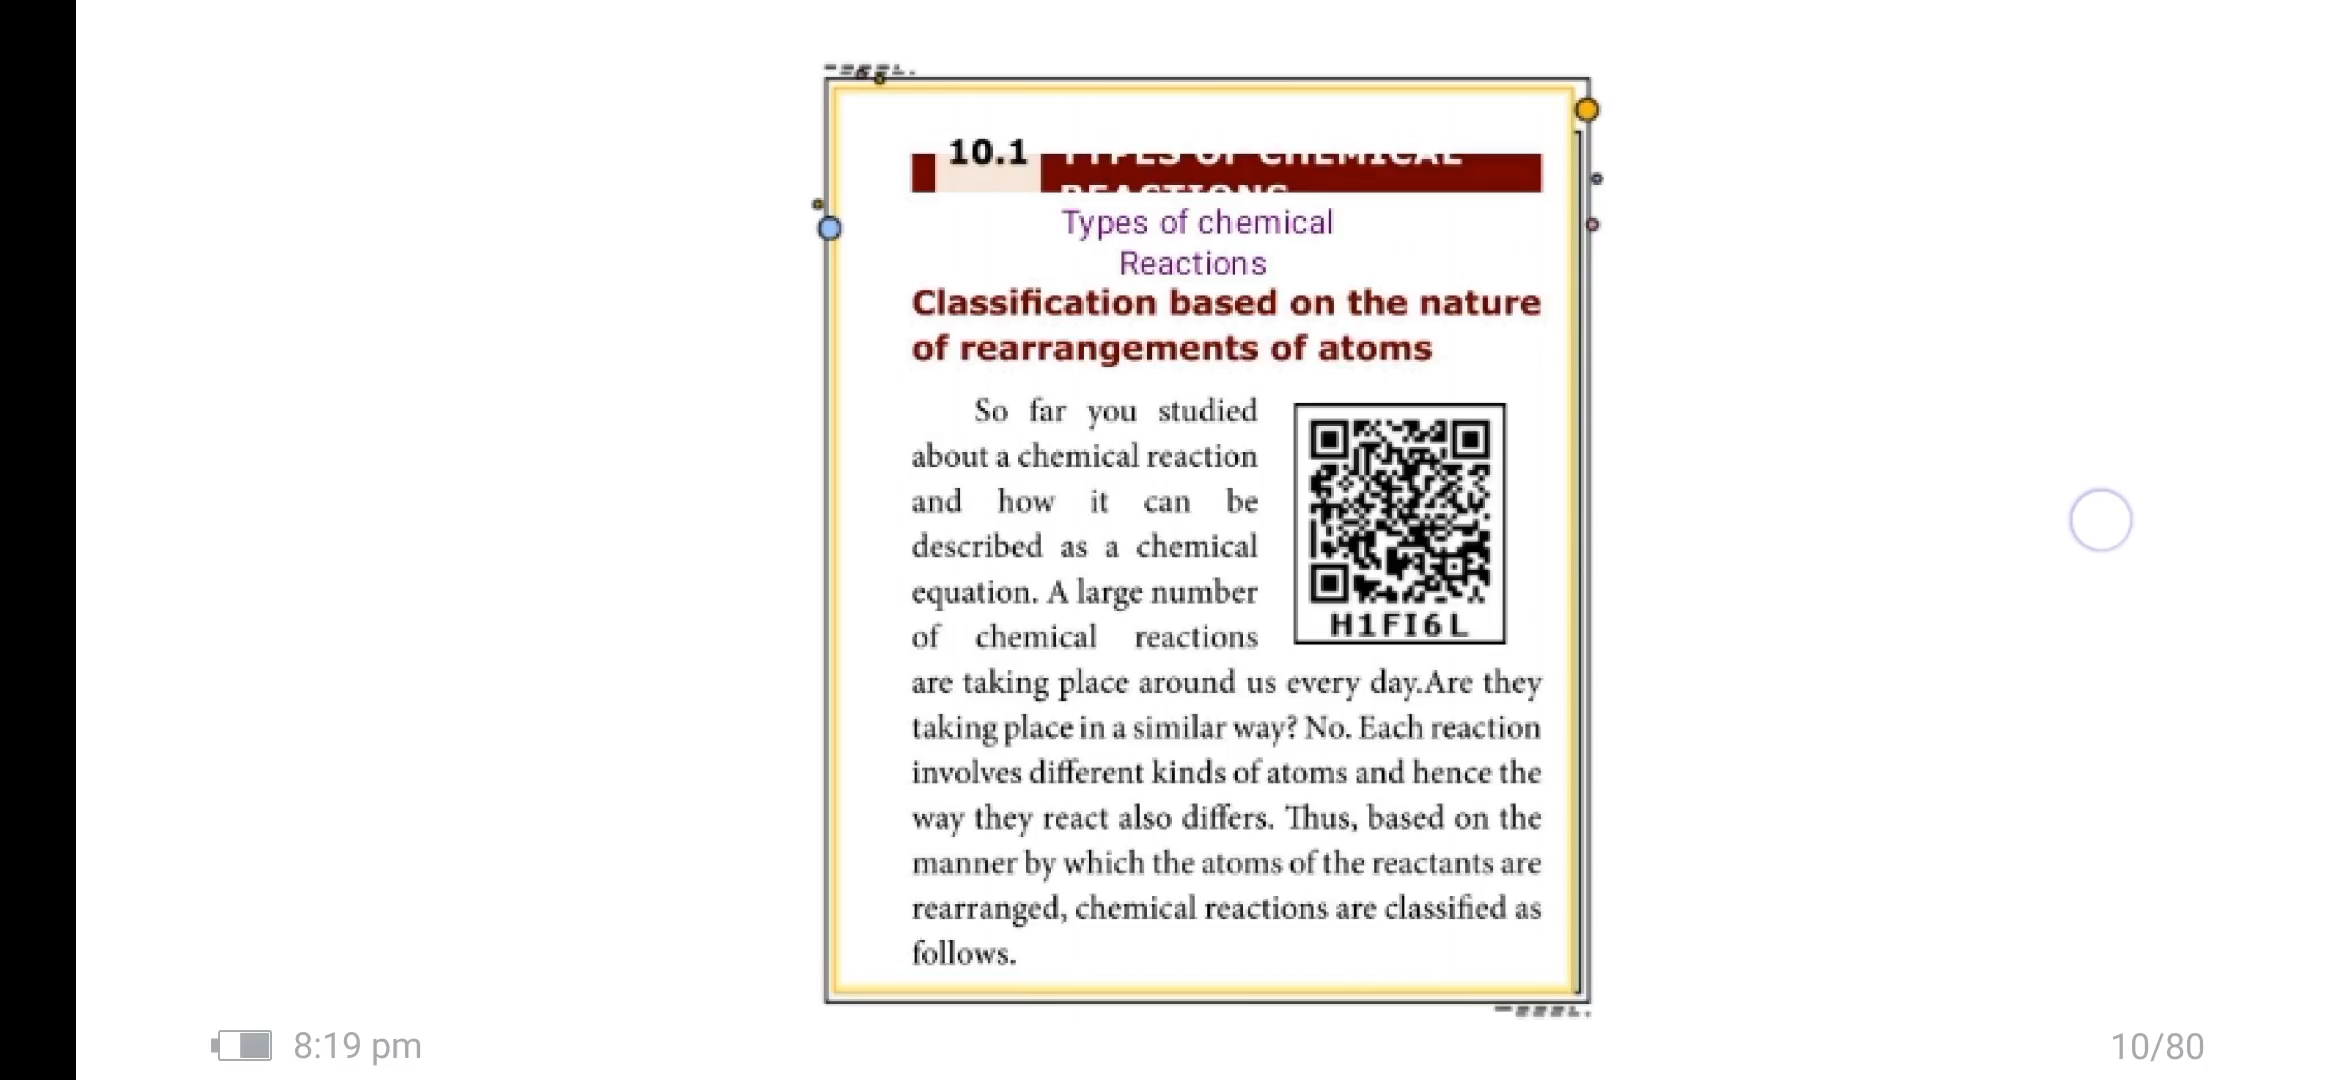 10.1 TYPES OF CHEMICAL
REACTIONS
Types of chemical
Reactions
Classification based on the nature
of rearrangements of atoms
So far you studied
about a chemical reaction
and how it can be
described as a chemical
equation. A large number
of chemical reactions
H1FI6L
are taking place around us every day.Are they
taking place in a similar way? No. Each reaction
involves different kinds of atoms and hence the
way they react also differs. Thus, based on the
manner by which the atoms of the reactants are
rearranged, chemical reactions are classified as
follows.
8:19 pm
10/80